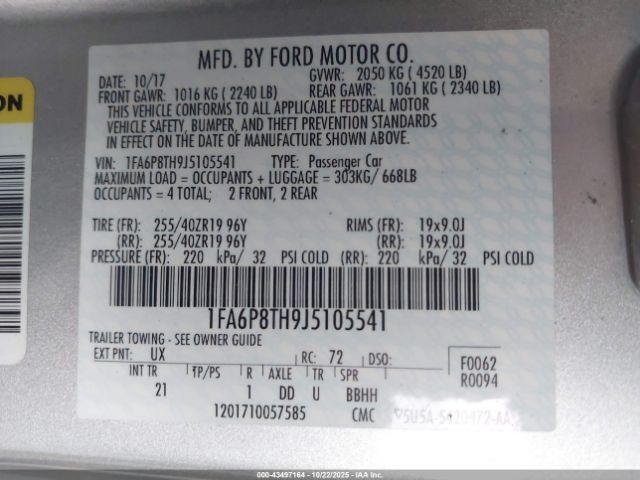 MFD. BY FORD MOTOR CO.
DATE: 10/17 GVWR: 2050 KG ( 4520 LB)
FRONT GAWR: 1016 KG ( 2240 LB) REAR GAWR: 1061 KG ( 2340 LB)
THIS VEHICLE CONFORMS TO ALL APPLICABLE FEDERAL MOTOR
VEHICLE SAFETY, BUMPER, AND THEFT PREVENTION STANDARDS
IN EFFECT ON THE DATE OF MANUFACTURE SHOWN ABOVE.
VIN: 1FA6P8TH9J5105541 TYPE: Passenger Car
MAXIMUM LOAD = OCCUPANTS + LUGGAGE = 303KG/ 668LB
OCCUPANTS = 4 TOTAL; 2 FRONT, 2 REAR
TIRE (FR): 255/40ZR19 96Y RIMS (FR): 19x9.0J
(RR): 255/40ZR19 96Y (RR): 19x9.0J
PRESSURE (FR): 220 kPa/ 32 PSI COLD (RR): 220 kPa/ 32 PSI COLD
1FA6P8TH9J5105541
TRAILER TOWING - SEE OWNER GUIDE
EXT PNT: UX RC: 72 DSO: F0062
INT TR TP/PS R AXLE TR SPR R0094
21 1 DD U BBHH
1201710057585 CMC
ON
000-43497164 - 10/22/2025 - IAAI.COM